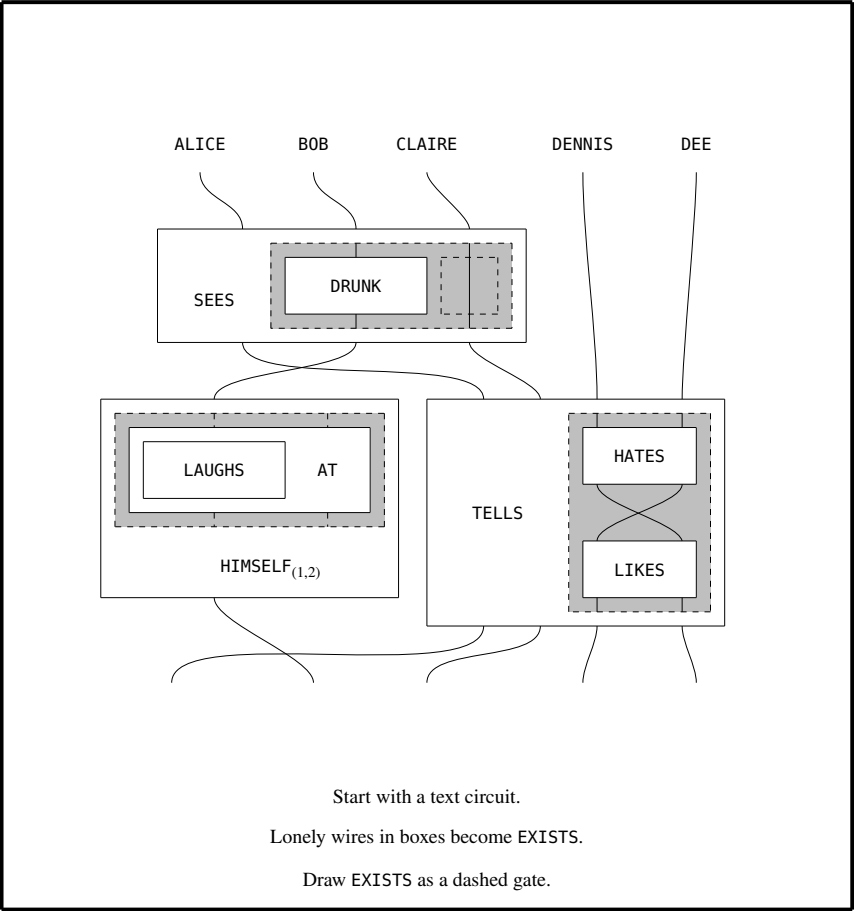 ALICE BOB CLAIRE DENNIS DEE
DRUNK
SEES
HATES
LAUGHS AT
TELLS
HIMSELF(1,2)
LIKES
Start with a text circuit.
Lonely wires in boxes become EXISTS.
Draw EXISTS as a dashed gate.